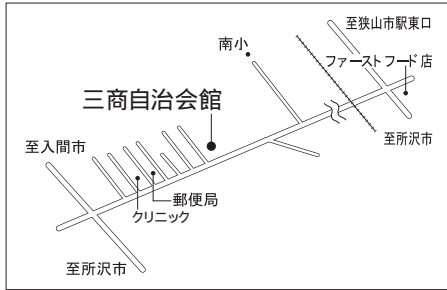 至狭山市駅東口
南小
ファーストフード店
三商自治会館
至所沢市
至入間市
郵便局
クリニック
至所沢市